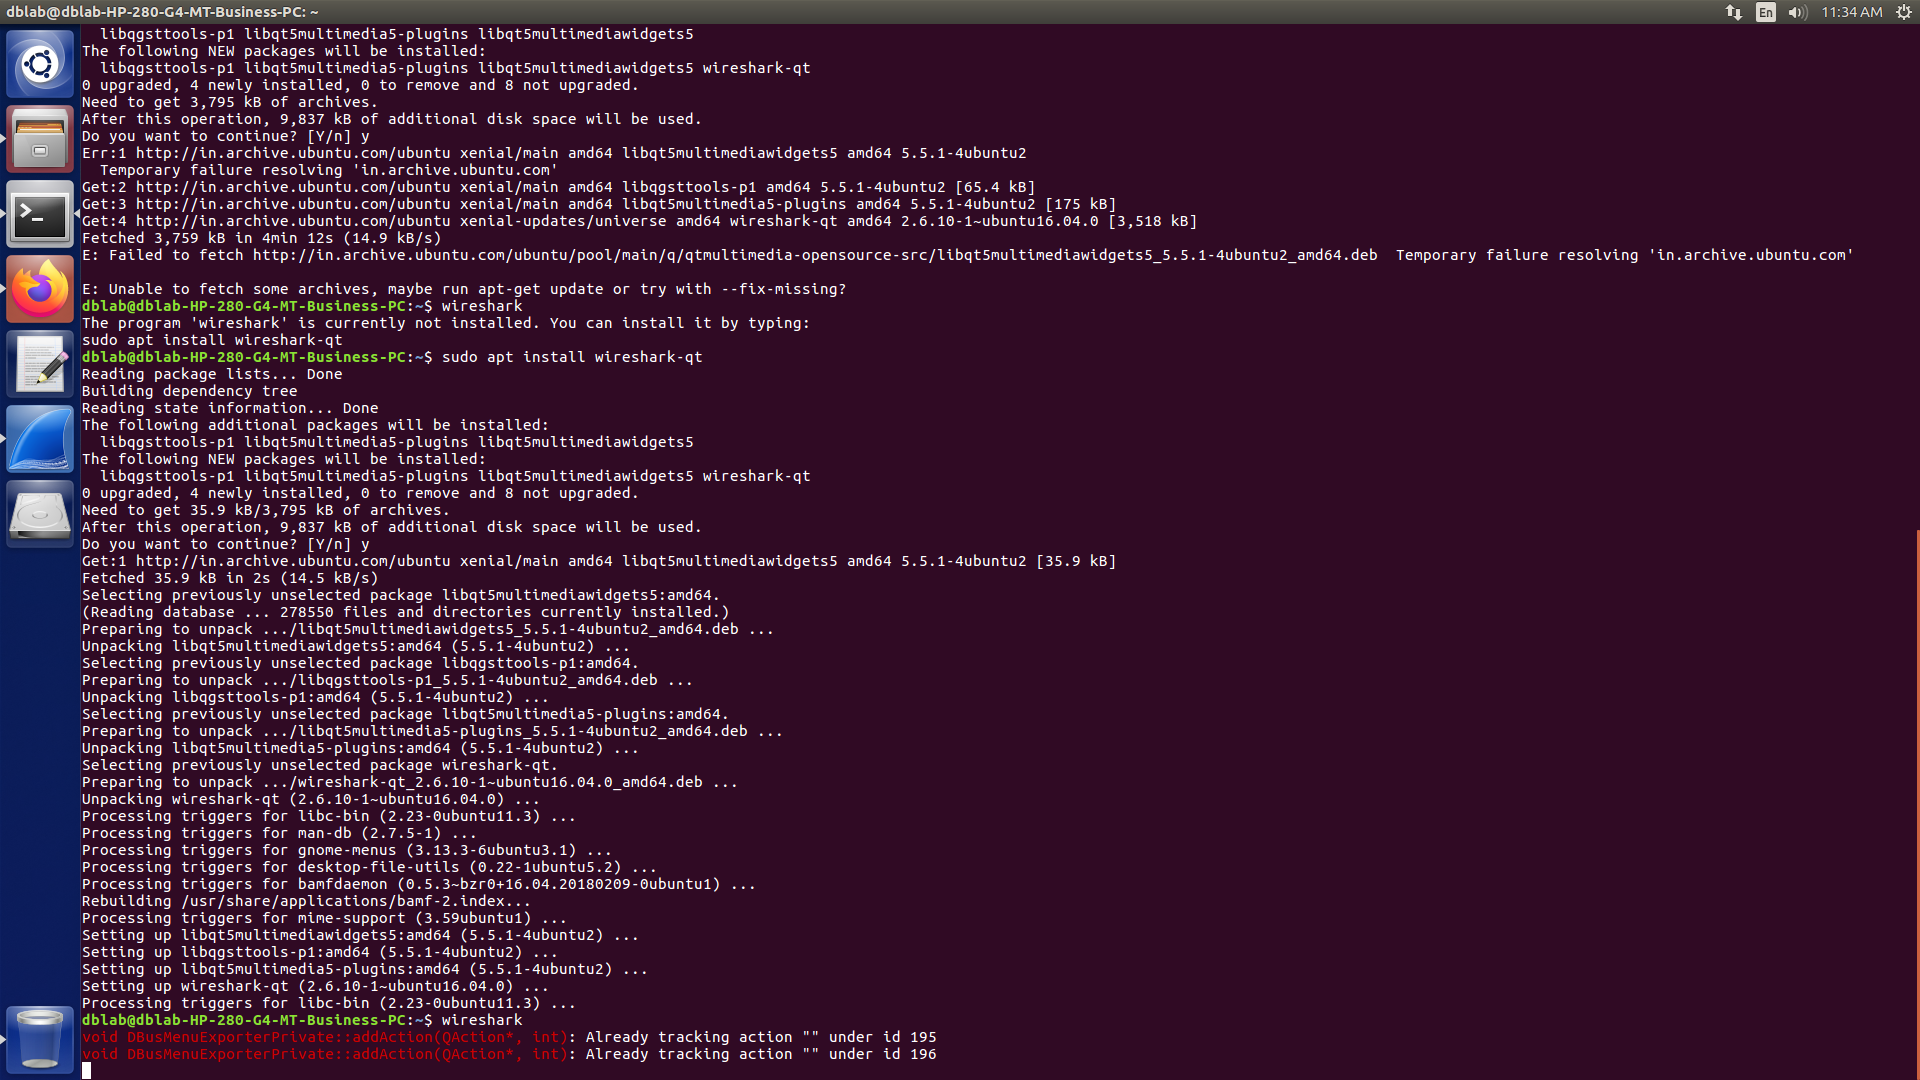 dblab@dblab-HP-280-G4-MT-Business-PC: ~
En
11:34 AM
  libqgsttools-p1 libqt5multimedia5-plugins libqt5multimediawidgets5
The following NEW packages will be installed:
  libqgsttools-p1 libqt5multimedia5-plugins libqt5multimediawidgets5 wireshark-qt
0 upgraded, 4 newly installed, 0 to remove and 8 not upgraded.
Need to get 3,795 kB of archives.
After this operation, 9,837 kB of additional disk space will be used.
Do you want to continue? [Y/n] y
Err:1 http://in.archive.ubuntu.com/ubuntu xenial/main amd64 libqt5multimediawidgets5 amd64 5.5.1-4ubuntu2
  Temporary failure resolving 'in.archive.ubuntu.com'
Get:2 http://in.archive.ubuntu.com/ubuntu xenial/main amd64 libqgsttools-p1 amd64 5.5.1-4ubuntu2 [65.4 kB]
Get:3 http://in.archive.ubuntu.com/ubuntu xenial/main amd64 libqt5multimedia5-plugins amd64 5.5.1-4ubuntu2 [175 kB]
Get:4 http://in.archive.ubuntu.com/ubuntu xenial-updates/universe amd64 wireshark-qt amd64 2.6.10-1~ubuntu16.04.0 [3,518 kB]
Fetched 3,759 kB in 4min 12s (14.9 kB/s)
E: Failed to fetch http://in.archive.ubuntu.com/ubuntu/pool/main/q/qtmultimedia-opensource-src/libqt5multimediawidgets5_5.5.1-4ubuntu2_amd64.deb  Temporary failure resolving 'in.archive.ubuntu.com'
E: Unable to fetch some archives, maybe run apt-get update or try with --fix-missing?
dblab@dblab-HP-280-G4-MT-Business-PC:~$ wireshark
The program 'wireshark' is currently not installed. You can install it by typing:
sudo apt install wireshark-qt
dblab@dblab-HP-280-G4-MT-Business-PC:~$ sudo apt install wireshark-qt
Reading package lists... Done
Building dependency tree
Reading state information... Done
The following additional packages will be installed:
  libqgsttools-p1 libqt5multimedia5-plugins libqt5multimediawidgets5
The following NEW packages will be installed:
  libqgsttools-p1 libqt5multimedia5-plugins libqt5multimediawidgets5 wireshark-qt
0 upgraded, 4 newly installed, 0 to remove and 8 not upgraded.
Need to get 35.9 kB/3,795 kB of archives.
After this operation, 9,837 kB of additional disk space will be used.
Do you want to continue? [Y/n] y
Get:1 http://in.archive.ubuntu.com/ubuntu xenial/main amd64 libqt5multimediawidgets5 amd64 5.5.1-4ubuntu2 [35.9 kB]
Fetched 35.9 kB in 2s (14.5 kB/s)
Selecting previously unselected package libqt5multimediawidgets5:amd64.
(Reading database ... 278550 files and directories currently installed.)
Preparing to unpack .../libqt5multimediawidgets5_5.5.1-4ubuntu2_amd64.deb ...
Unpacking libqt5multimediawidgets5:amd64 (5.5.1-4ubuntu2) ...
Selecting previously unselected package libqgsttools-p1:amd64.
Preparing to unpack .../libqgsttools-p1_5.5.1-4ubuntu2_amd64.deb ...
Unpacking libqgsttools-p1:amd64 (5.5.1-4ubuntu2) ...
Selecting previously unselected package libqt5multimedia5-plugins:amd64.
Preparing to unpack .../libqt5multimedia5-plugins_5.5.1-4ubuntu2_amd64.deb ...
Unpacking libqt5multimedia5-plugins:amd64 (5.5.1-4ubuntu2) ...
Selecting previously unselected package wireshark-qt.
Preparing to unpack .../wireshark-qt_2.6.10-1~ubuntu16.04.0_amd64.deb ...
Unpacking wireshark-qt (2.6.10-1~ubuntu16.04.0) ...
Processing triggers for libc-bin (2.23-0ubuntu11.3) ...
Processing triggers for man-db (2.7.5-1) ...
Processing triggers for gnome-menus (3.13.3-6ubuntu3.1) ...
Processing triggers for desktop-file-utils (0.22-1ubuntu5.2) ...
Processing triggers for bamfdaemon (0.5.3~bzr0+16.04.20180209-0ubuntu1) ...
Rebuilding /usr/share/applications/bamf-2.index...
Processing triggers for mime-support (3.59ubuntu1) ...
Setting up libqt5multimediawidgets5:amd64 (5.5.1-4ubuntu2) ...
Setting up libqgsttools-p1:amd64 (5.5.1-4ubuntu2) ...
Setting up libqt5multimedia5-plugins:amd64 (5.5.1-4ubuntu2) ...
Setting up wireshark-qt (2.6.10-1~ubuntu16.04.0) ...
Processing triggers for libc-bin (2.23-0ubuntu11.3) ...
dblab@dblab-HP-280-G4-MT-Business-PC:~$ wireshark
void DBusMenuExporterPrivate::addAction(QAction*, int): Already tracking action "" under id 195
void DBusMenuExporterPrivate::addAction(QAction*, int): Already tracking action "" under id 196